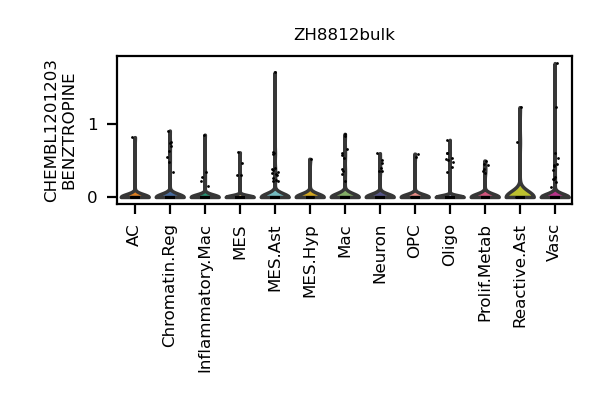 ZH8812bulk
CHEMBL1201203
BENZTROPINE
1
0
AC
Chromatin.Reg
Inflammatory.Mac
MES
MES.Ast
MES.Hyp
Mac
Neuron
OPC
Oligo
Prolif.Metab
Reactive.Ast
Vasc